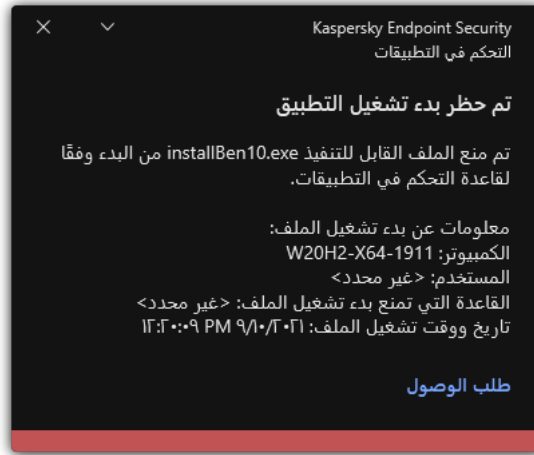 Kaspersky Endpoint Security
التحكم في التطبيقات
تم حظر بدء تشغيل التطبيق
تم منع الملف القابل للتنفيذ installBen10.exe من البدء وفقًا
لقاعدة التحكم في التطبيقات.
معلومات عن بدء تشغيل الملف:
الكمبيوتر: W20H2-X64-1911
المستخدم: <غير محدد>
القاعدة التي تمنع بدء تشغيل الملف: <غير محدد>
تاريخ ووقت تشغيل الملف: ٩/١٠/٢٠٢١ ١٢:٢٠:٠٩ PM
طلب الوصول